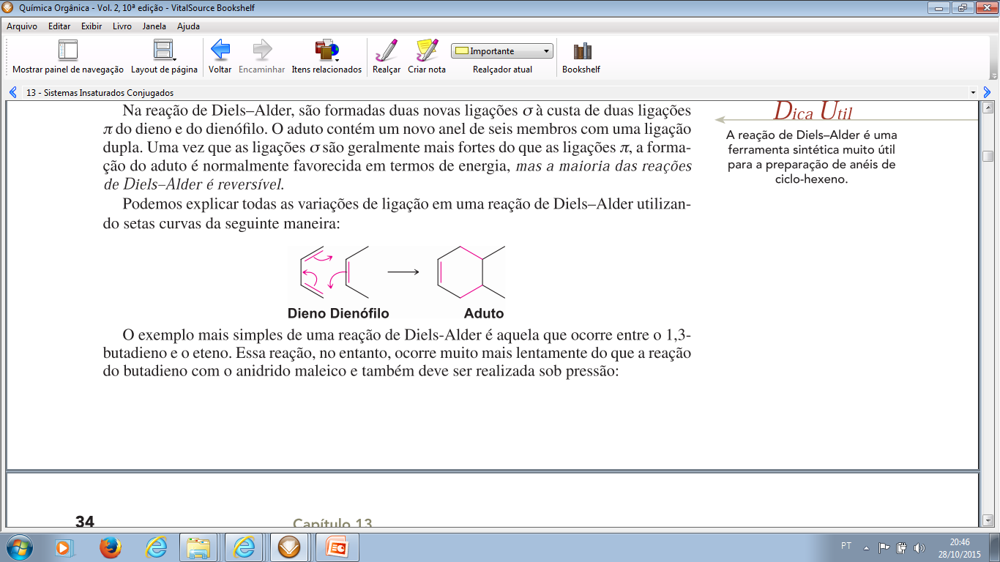 Química Orgânica - Vol. 2, 10ª edição - VitalSource Bookshelf
Arquivo Editar Exibir Livro Janela Ajuda
Mostrar painel de navegação Layout de página Voltar Encaminhar Itens relacionados Realçar Criar nota Importante Realçador atual Bookshelf
13 - Sistemas Insaturados Conjugados
Na reação de Diels–Alder, são formadas duas novas ligações σ à custa de duas ligações
π do dieno e do dienófilo. O aduto contém um novo anel de seis membros com uma ligação
dupla. Uma vez que as ligações σ são geralmente mais fortes do que as ligações π, a forma-
ção do aduto é normalmente favorecida em termos de energia, mas a maioria das reações
de Diels–Alder é reversível.
Podemos explicar todas as variações de ligação em uma reação de Diels–Alder utilizan-
do setas curvas da seguinte maneira:
Dieno Dienófilo Aduto
O exemplo mais simples de uma reação de Diels-Alder é aquela que ocorre entre o 1,3-
butadieno e o eteno. Essa reação, no entanto, ocorre muito mais lentamente do que a reação
do butadieno com o anidrido maleico e também deve ser realizada sob pressão:
Dica Util
A reação de Diels–Alder é uma
ferramenta sintética muito útil
para a preparação de anéis de
ciclo-hexeno.
34 Capítulo 13
PT 20:46
28/10/2015